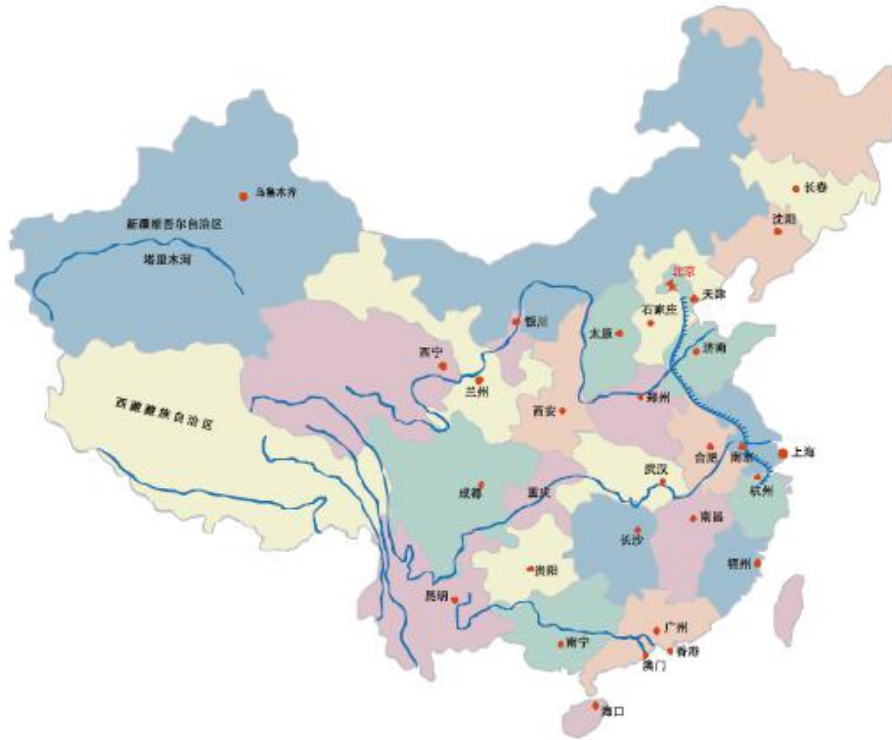 长春
乌鲁木齐
新疆维吾尔自治区
沈阳
塔里木河
北京
天津
石家庄
银川
太原
济南
西宁
兰州
西藏藏族自治区
郑州
西安
合肥
南京
上海
武汉
成都
重庆
杭州
南昌
长沙
福州
贵阳
昆明
广州
南宁
香港
澳门
海口